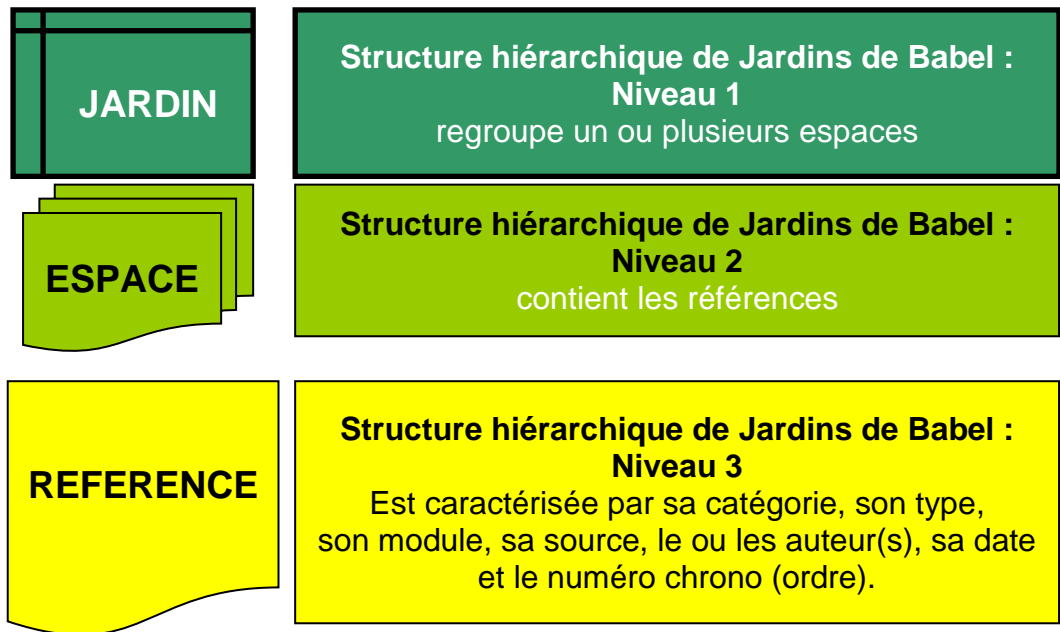 JARDIN
Structure hiérarchique de Jardins de Babel :
Niveau 1
regroupe un ou plusieurs espaces
ESPACE
Structure hiérarchique de Jardins de Babel :
Niveau 2
contient les références
REFERENCE
Structure hiérarchique de Jardins de Babel :
Niveau 3
Est caractérisée par sa catégorie, son type,
son module, sa source, le ou les auteur(s), sa date
et le numéro chrono (ordre).